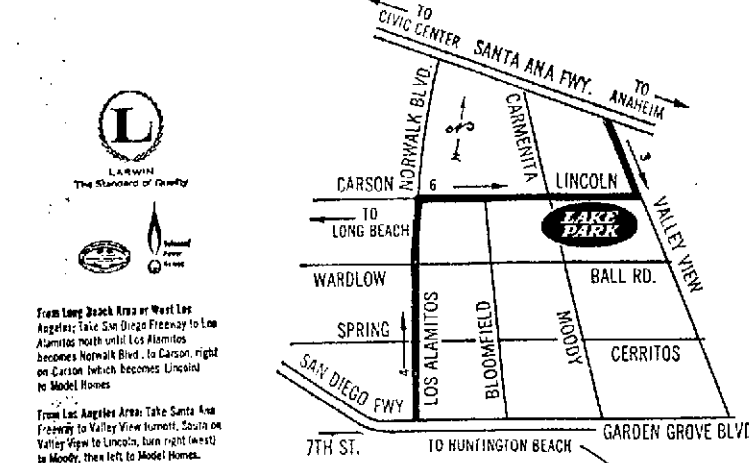 L
LARWIN
The Standard of Quality
From Long Beach Area or West Los
Angeles: Take San Diego Freeway to Los
Alamitos north until Los Alamitos
becomes Norwalk Blvd. to Carson, right
on Carson (which becomes Lincoln)
to Model Homes
From Los Angeles Area: Take Santa Ana
Freeway to Valley View turnoff. South on
Valley View to Lincoln, turn right (west)
to Moody, then left to Model Homes.
TO
CIVIC CENTER
SANTA ANA FWY.
TO
ANAHEIM
NORWALK BLVD.
CARMENITA
CARSON
6
LINCOLN
TO
LONG BEACH
LAKE
PARK
VALLEY VIEW
WARDLOW
BALL RD.
SPRING
LOS ALAMITOS
BLOOMFIELD
MOODY
CERRITOS
SAN DIEGO FWY
7TH ST.
TO HUNTINGTON BEACH
GARDEN GROVE BLVD